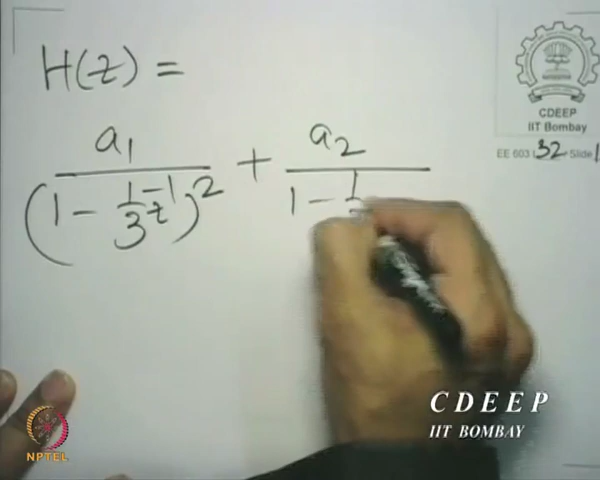 H(z) =
a1 / (1 - 1/3 z^-1)^2 + a2 / 1 - 1
CDEEP
IIT Bombay
EE 603 L 32 Slide 1
CDEEP
IIT BOMBAY
NPTEL